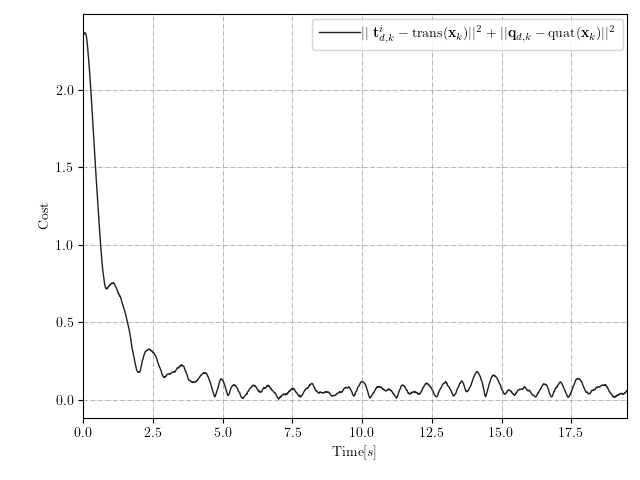 || t^i_{d,k} − trans(x_k)||² + ||q_{d,k} − quat(x_k)||²
Cost
2.0
1.5
1.0
0.5
0.0
0.0 2.5 5.0 7.5 10.0 12.5 15.0 17.5
Time[s]